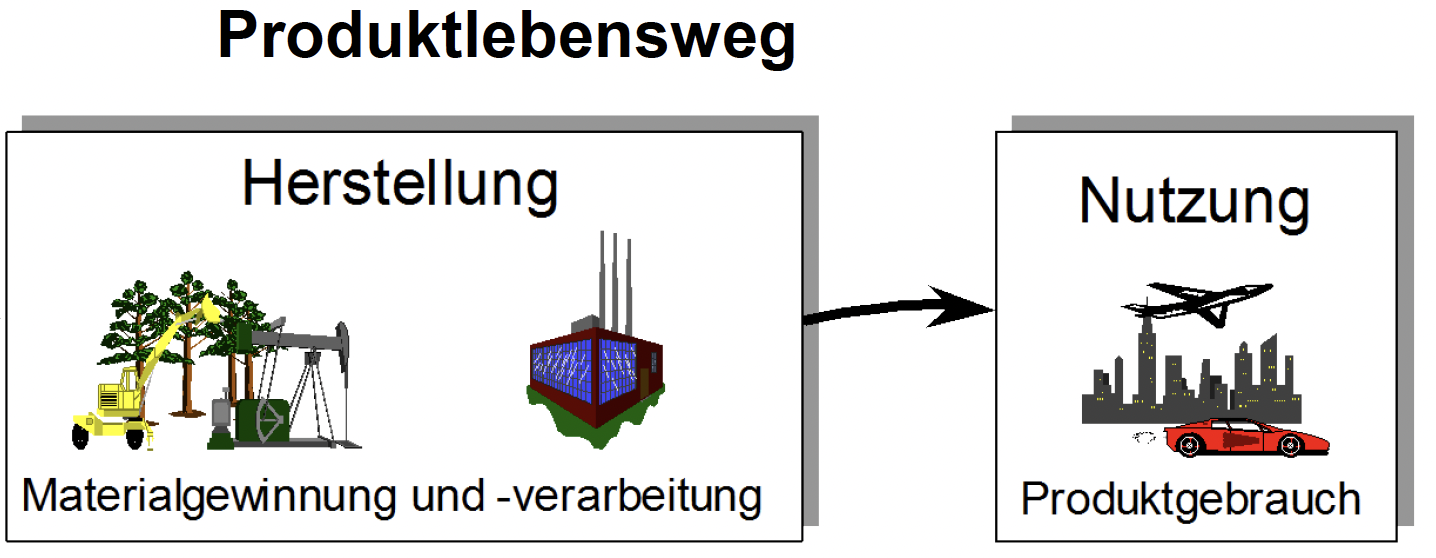 Produktlebensweg
Herstellung
Materialgewinnung und -verarbeitung
Nutzung
Produktgebrauch